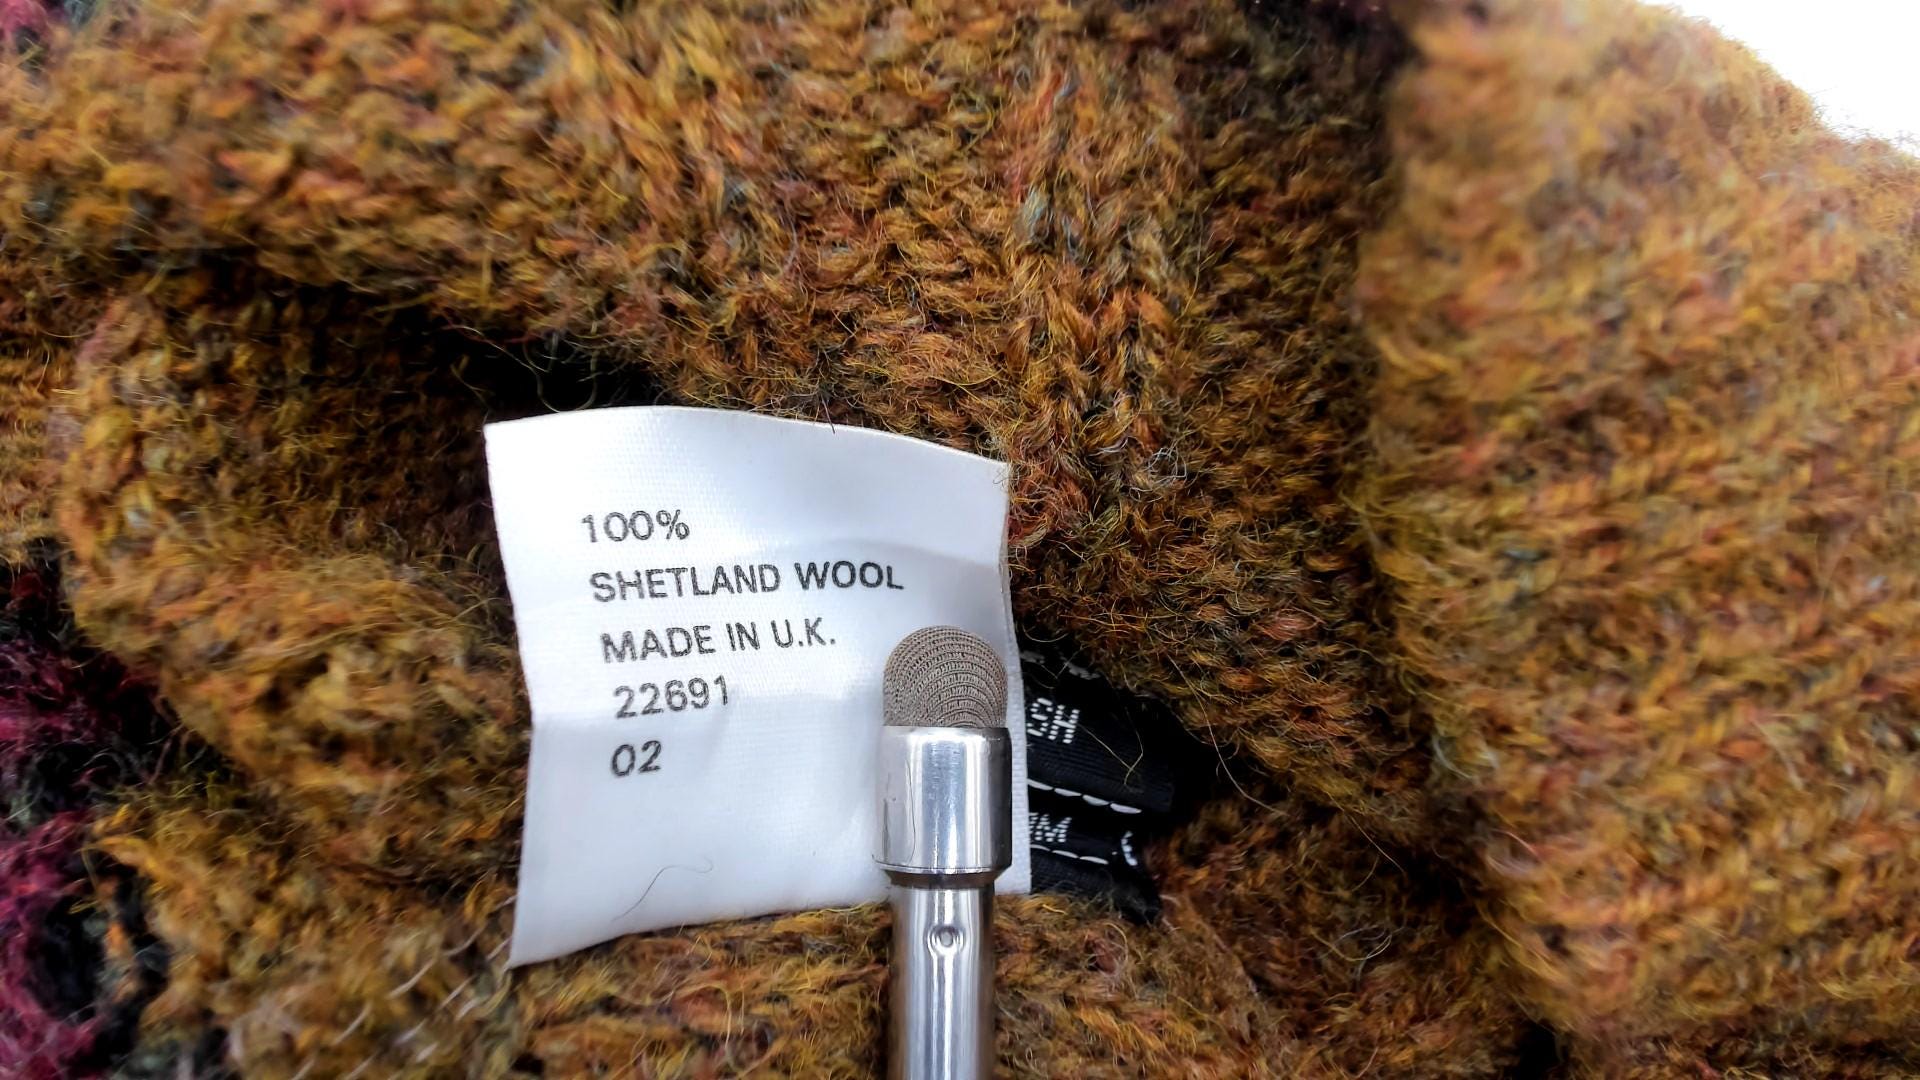 100%
SHETLAND WOOL
MADE IN U.K.
22691
02